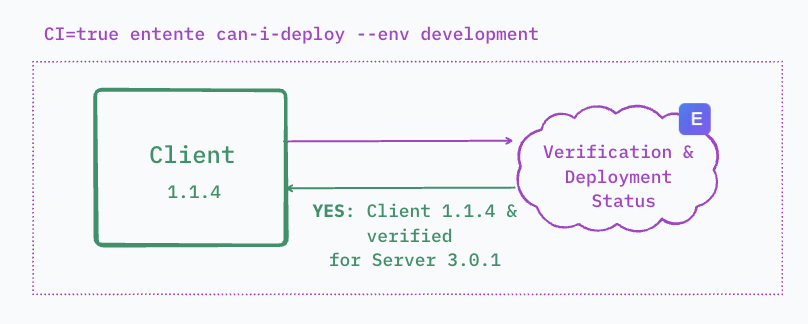 CI=true entente can-i-deploy --env development
E
Client
1.1.4
Verification &
Deployment
Status
YES: Client 1.1.4 &
verified
for Server 3.0.1